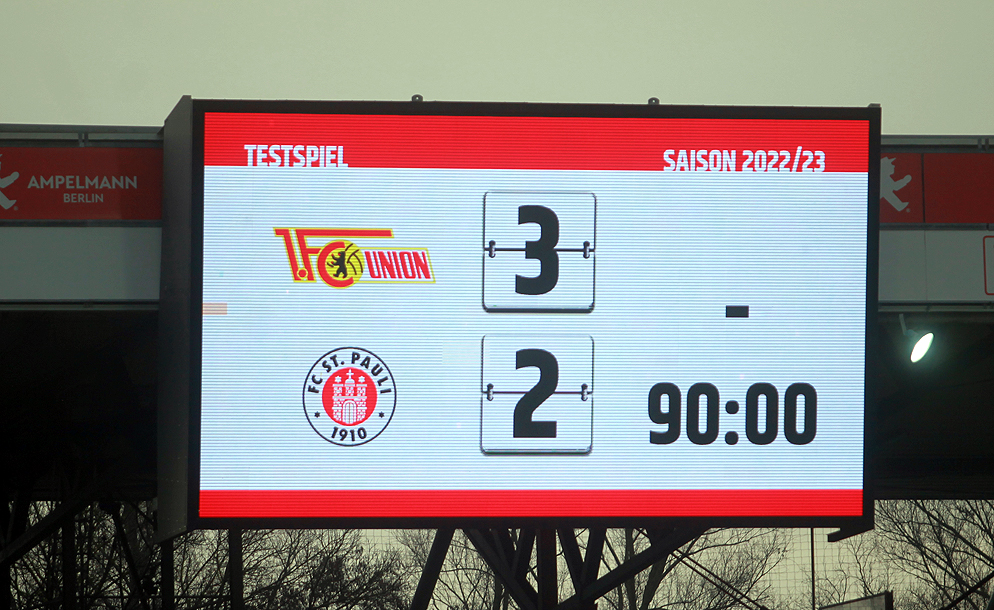 TESTSPIEL
SAISON 2022/23
AMPELMANN
BERLIN
1.FC UNION
3
FC ST. PAULI
1910
2
90:00